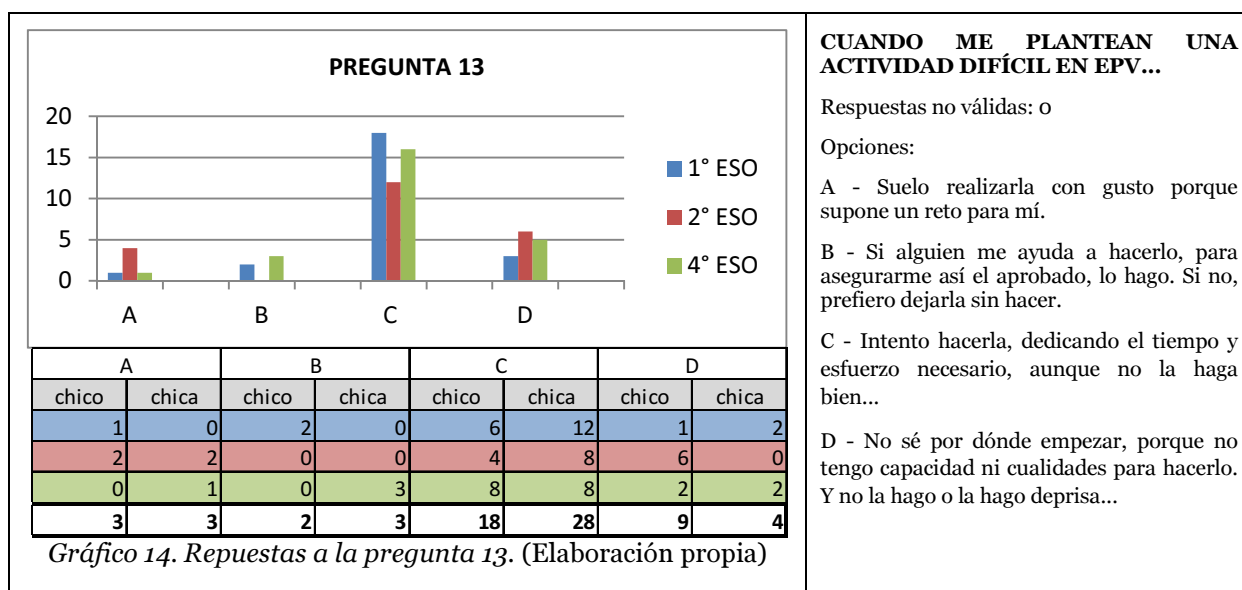 PREGUNTA 13
20
15
10
5
0
A B C D
1° ESO
2° ESO
4° ESO
A B C D
chico chica chico chica chico chica chico chica
1 0 2 0 6 12 1 2
2 2 0 0 4 8 6 0
0 1 0 3 8 8 2 2
3 3 2 3 18 28 9 4
Gráfico 14. Repuestas a la pregunta 13. (Elaboración propia)
CUANDO ME PLANTEAN UNA
ACTIVIDAD DIFÍCIL EN EPV...
Respuestas no válidas: 0
Opciones:
A - Suelo realizarla con gusto porque
supone un reto para mí.
B - Si alguien me ayuda a hacerlo, para
asegurarme así el aprobado, lo hago. Si no,
prefiero dejarla sin hacer.
C - Intento hacerla, dedicando el tiempo y
esfuerzo necesario, aunque no la haga
bien...
D - No sé por dónde empezar, porque no
tengo capacidad ni cualidades para hacerlo.
Y no la hago o la hago deprisa...